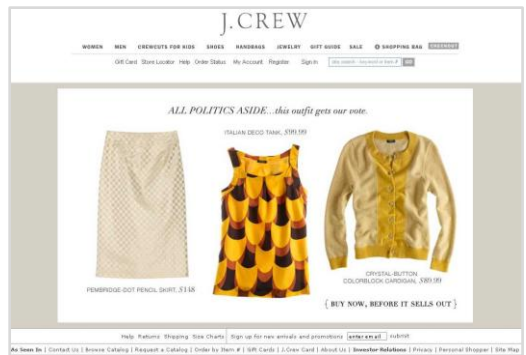 J.CREW
WOMEN MEN CREWCUTS FOR KIDS SHOES HANDBAGS JEWELRY GIFT GUIDE SALE SHOPPING BAG CHECKOUT
Gift Card Store Locator Help Order Status My Account Register Sign In GO
ALL POLITICS ASIDE...this outfit gets our vote.
ITALIAN DECO TANK, $99.99
PEMBRIDGE-DOT PENCIL SKIRT, $148
CRYSTAL-BUTTON
COLORBLOCK CARDIGAN, $89.99
{ BUY NOW, BEFORE IT SELLS OUT }
Help Returns Shipping Size Charts Sign up for new arrivals and promotions enter email submit
As Seen In | Contact Us | Browse Catalog | Request a Catalog | Order by Item # | Gift Cards | J.Crew Card | About Us | Investor Relations | Privacy | Personal Shopper | Site Map